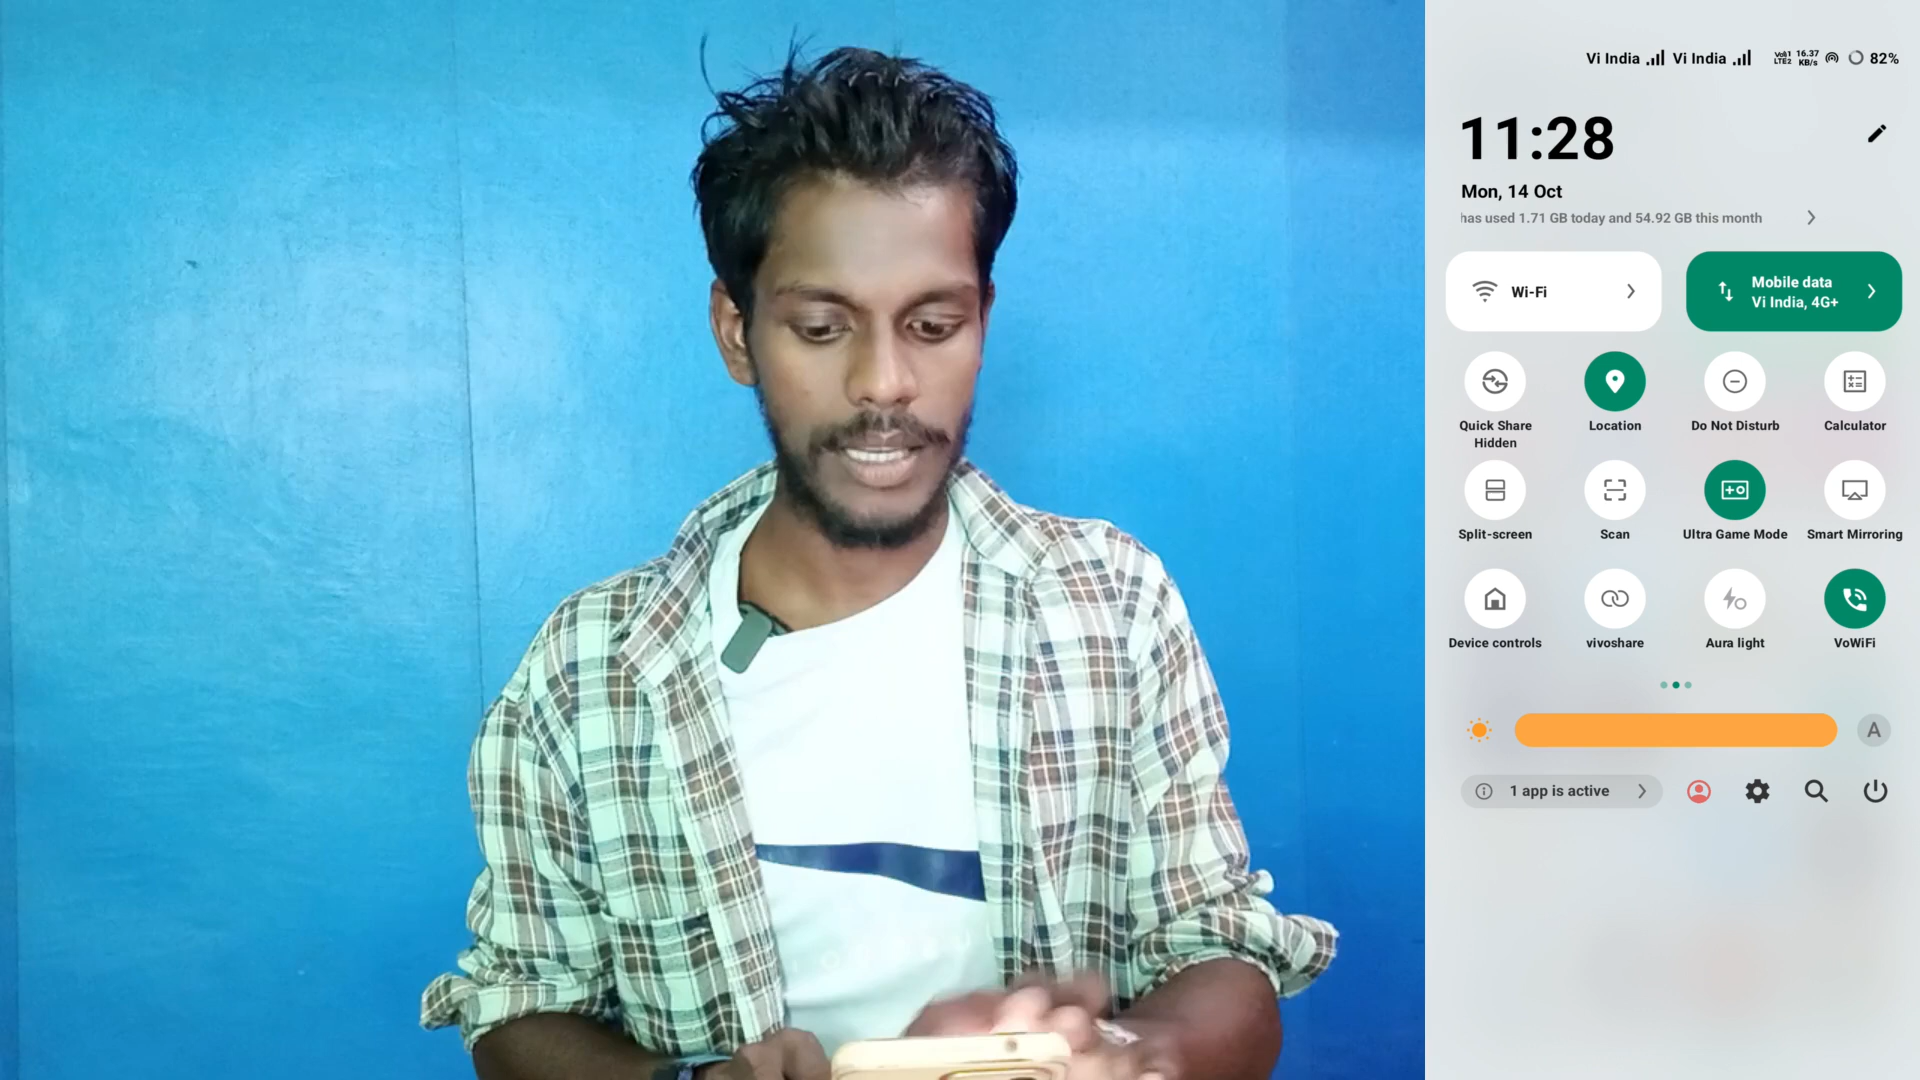 Vi India Vi India Vo1 16.37 82%
LTE2 KB/s
11:28
Mon, 14 Oct
has used 1.71 GB today and 54.92 GB this month
Wi-Fi
Mobile data
Vi India, 4G+
Quick Share Location Do Not Disturb Calculator
Hidden
Split-screen Scan Ultra Game Mode Smart Mirroring
Device controls vivoshare Aura light VoWiFi
A
1 app is active